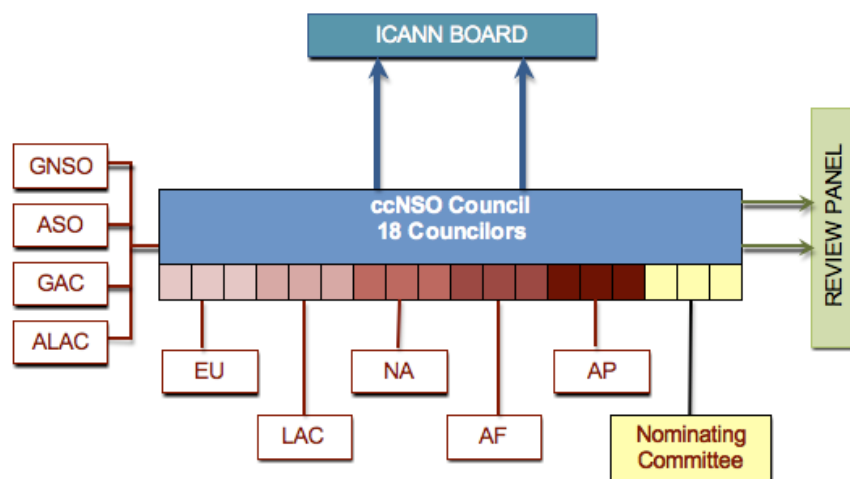 ICANN BOARD
GNSO
ASO
GAC
ALAC
ccNSO Council
18 Councilors
REVIEW PANEL
EU
NA
AP
LAC
AF
Nominating
Committee